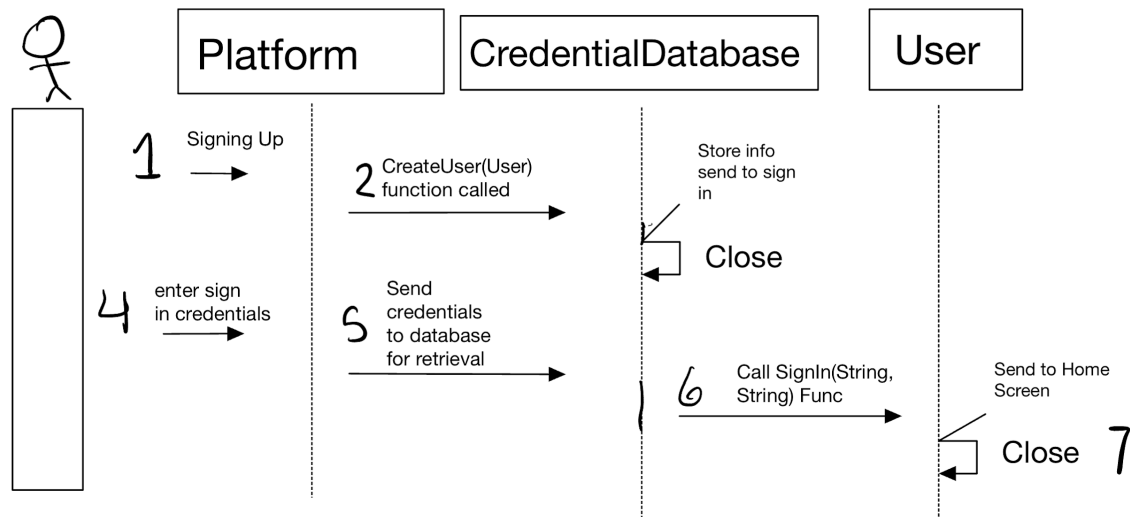 Platform
CredentialDatabase
User
1
Signing Up
2
CreateUser(User)
function called
Store info
send to sign
in
Close
4
enter sign
in credentials
5
Send
credentials
to database
for retrieval
6
Call SignIn(String,
String) Func
Send to Home
Screen
Close
7